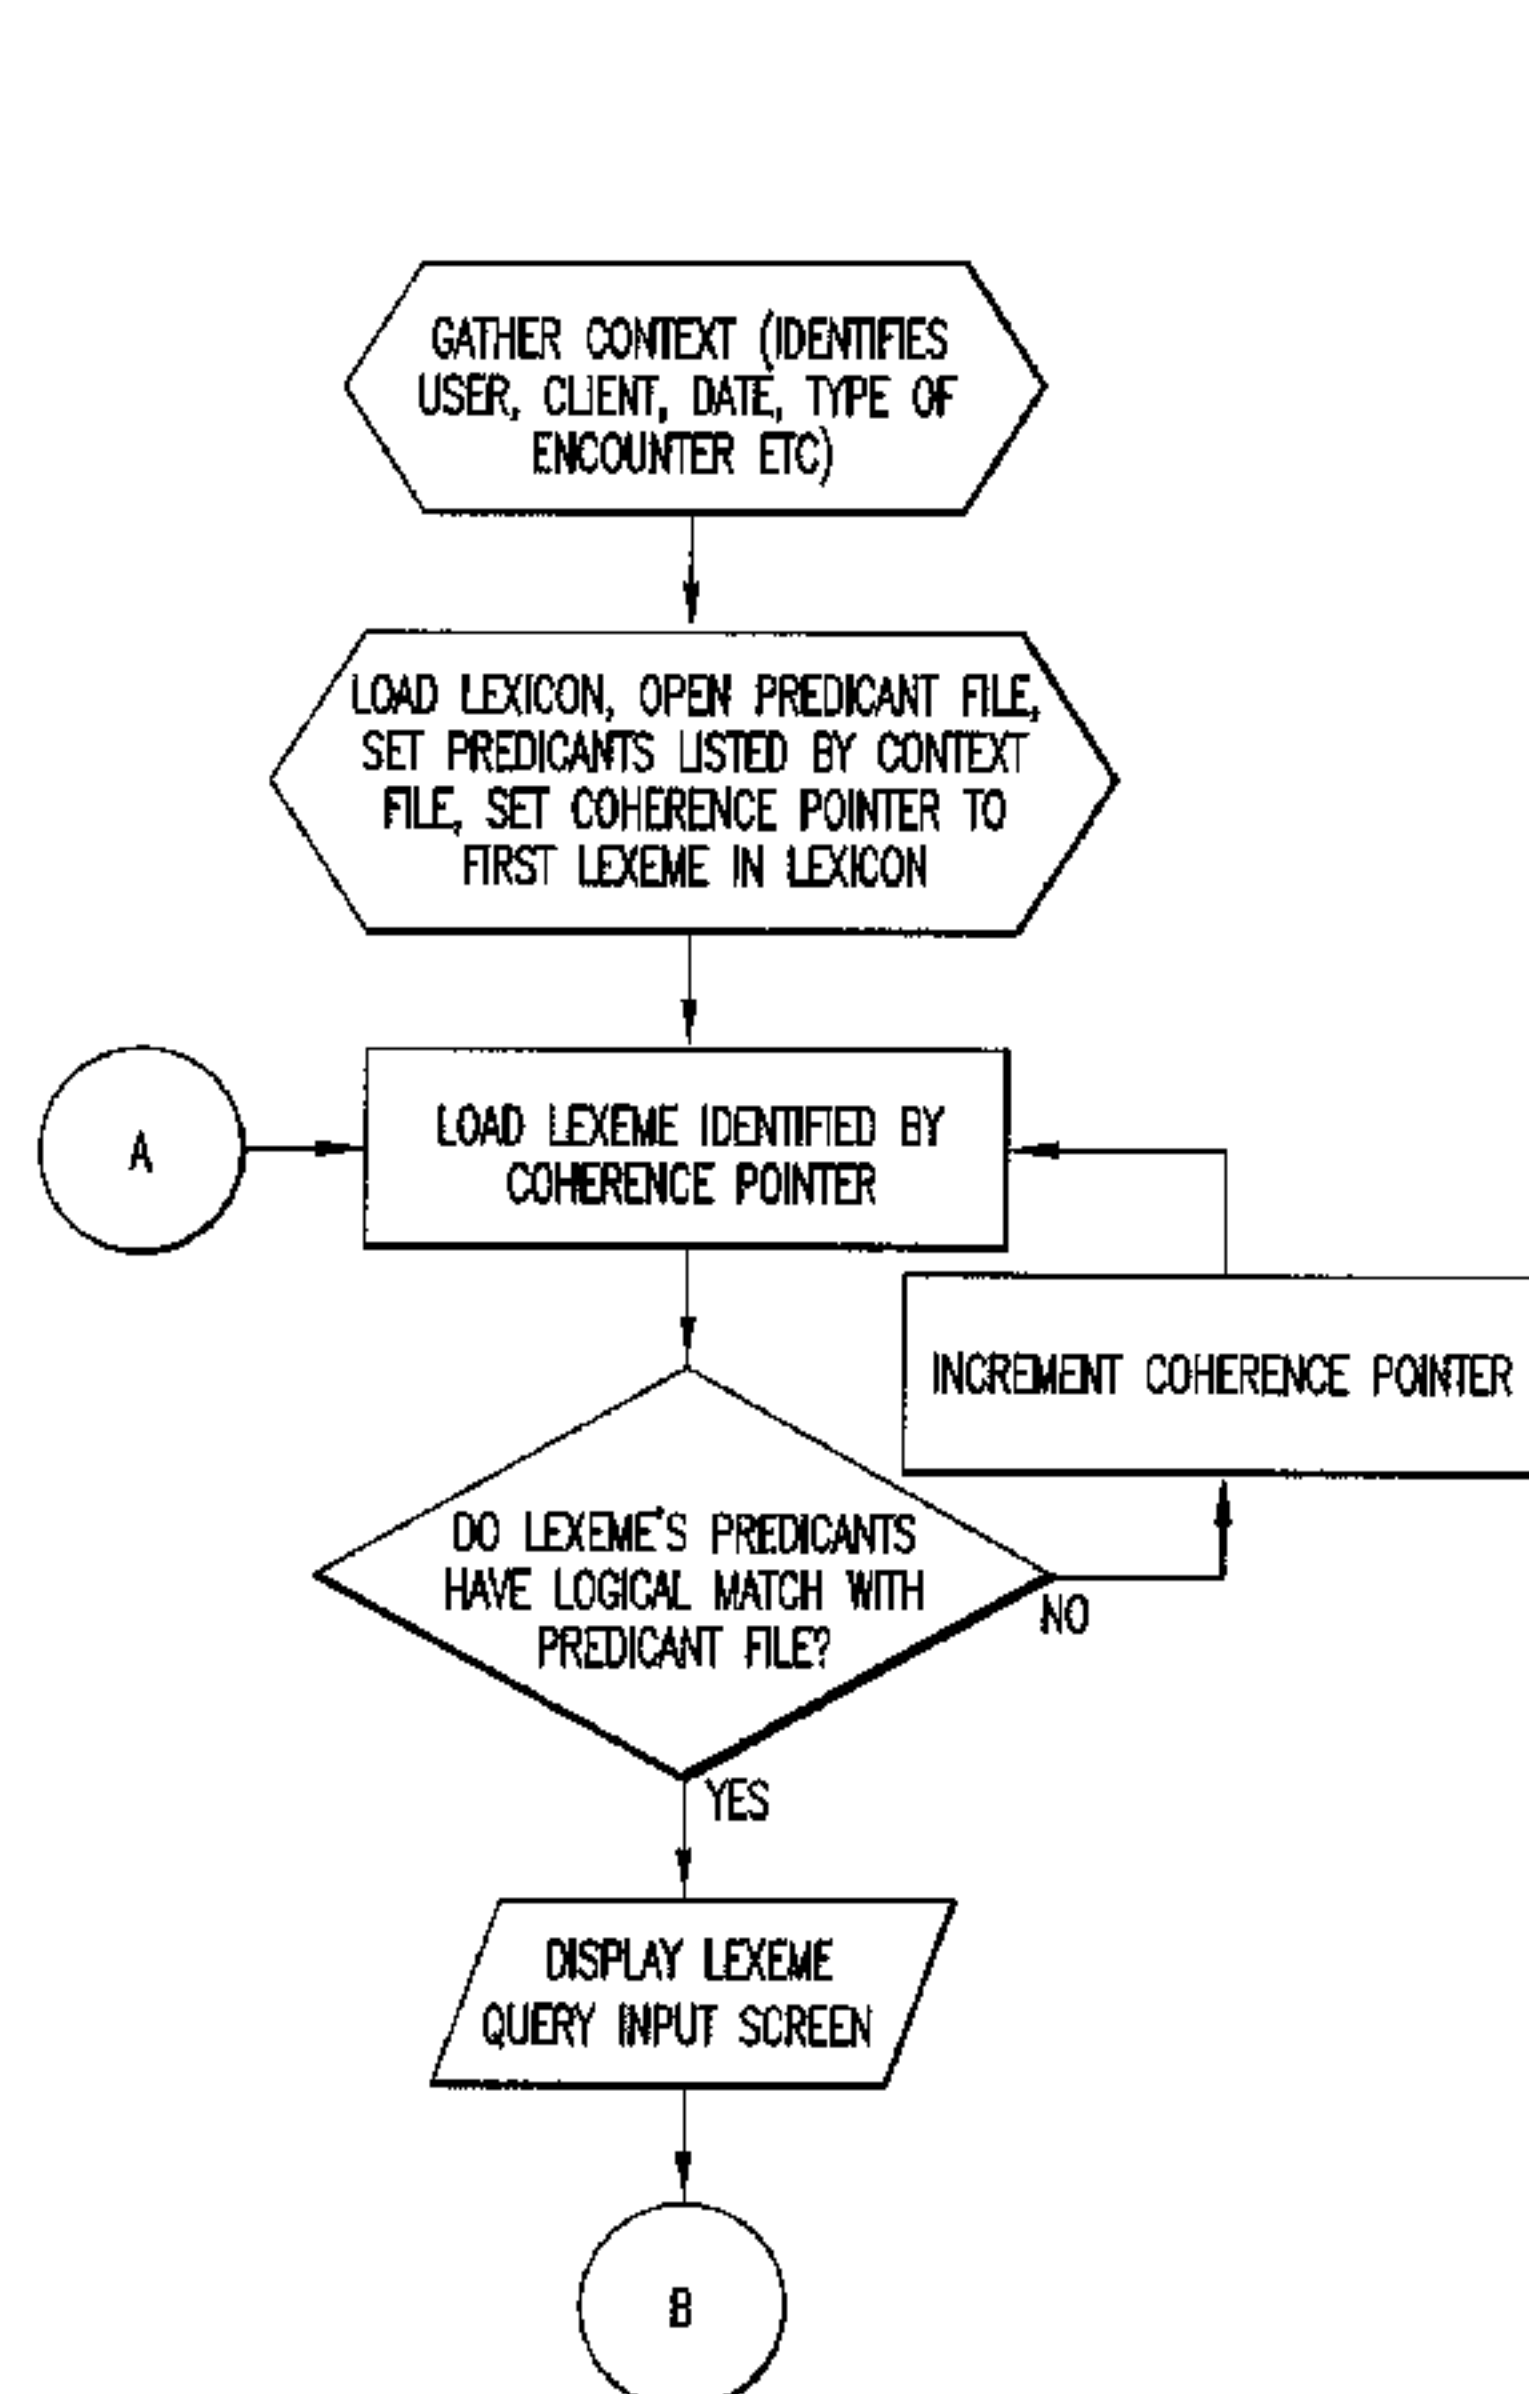 GATHER CONTEXT (IDENTIFIES
USER, CLIENT, DATE, TYPE OF
ENCOUNTER ETC)
LOAD LEXICON, OPEN PREDICANT FILE,
SET PREDICANTS LISTED BY CONTEXT
FILE, SET COHERENCE POINTER TO
FIRST LEXEME IN LEXICON
A
LOAD LEXEME IDENTIFIED BY
COHERENCE POINTER
INCREMENT COHERENCE POINTER
DO LEXEME'S PREDICANTS
HAVE LOGICAL MATCH WITH
PREDICANT FILE?
NO
YES
DISPLAY LEXEME
QUERY INPUT SCREEN
B